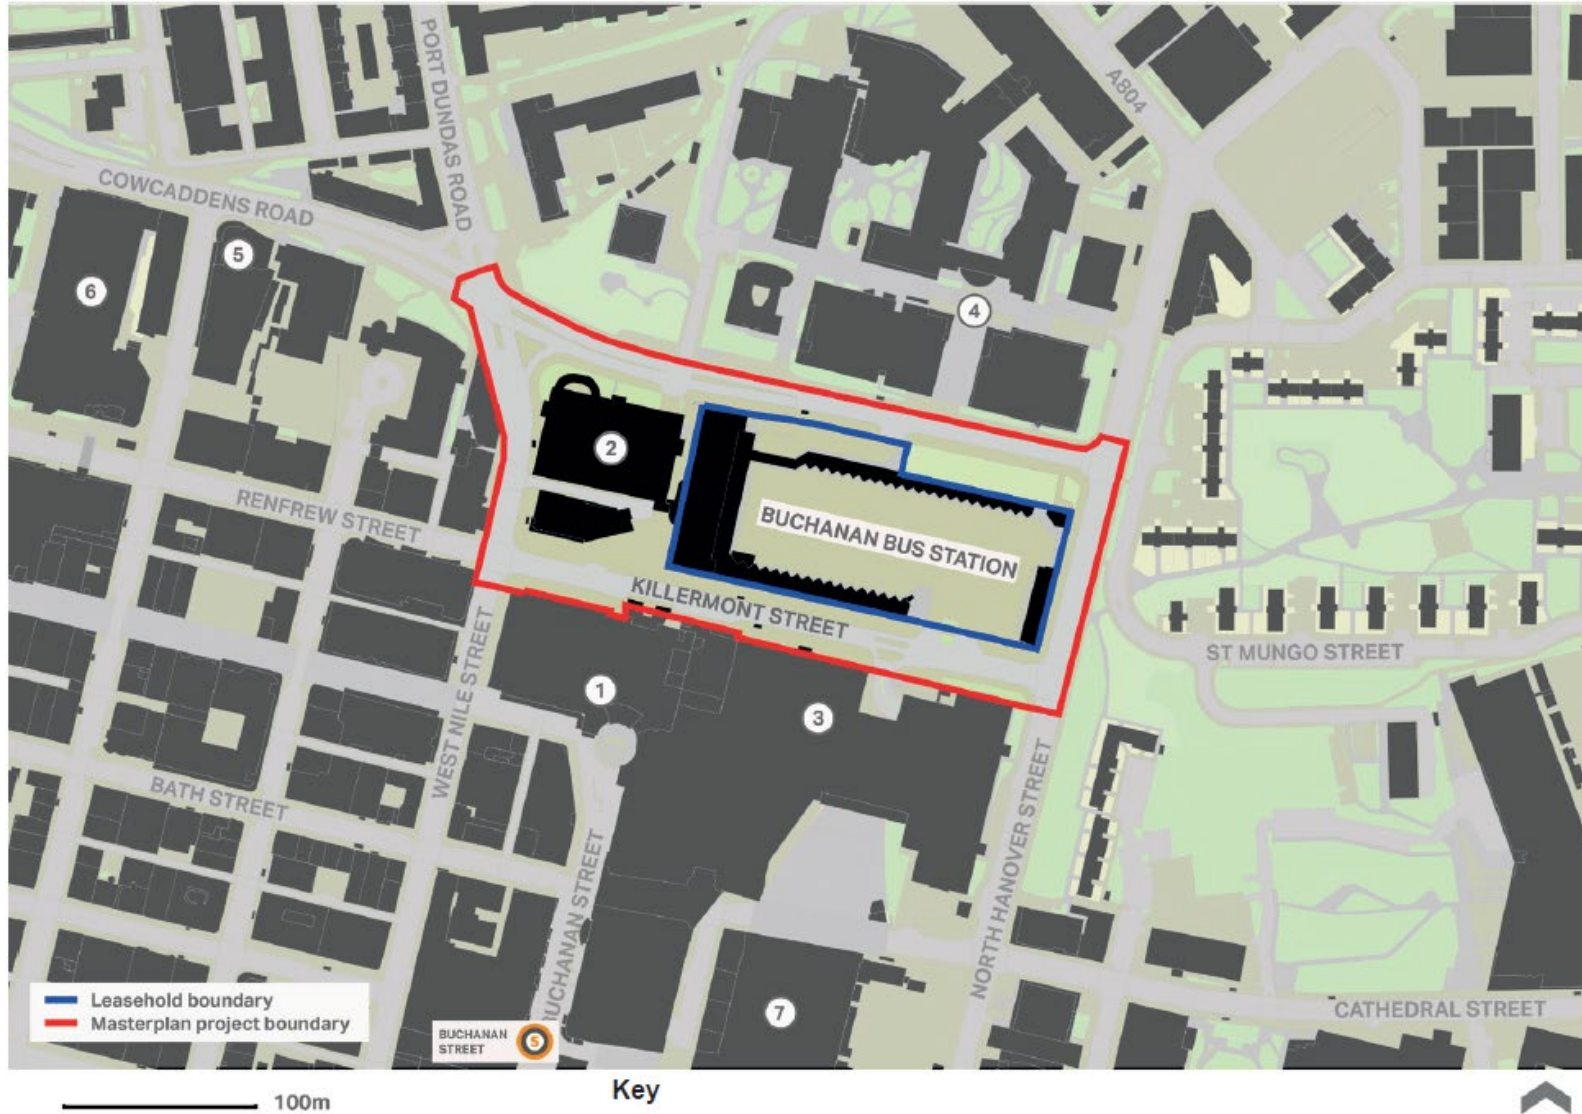 PORT DUNDAS ROAD
A804
COWCADDENS ROAD
5
6
4
2
BUCHANAN BUS STATION
RENFREW STREET
KILLERMONT STREET
ST MUNGO STREET
WEST NILE STREET
1
3
BATH STREET
BUCHANAN STREET
NORTH HANOVER STREET
Leasehold boundary
Masterplan project boundary
CATHEDRAL STREET
7
BUCHANAN
STREET
S
Key
100m